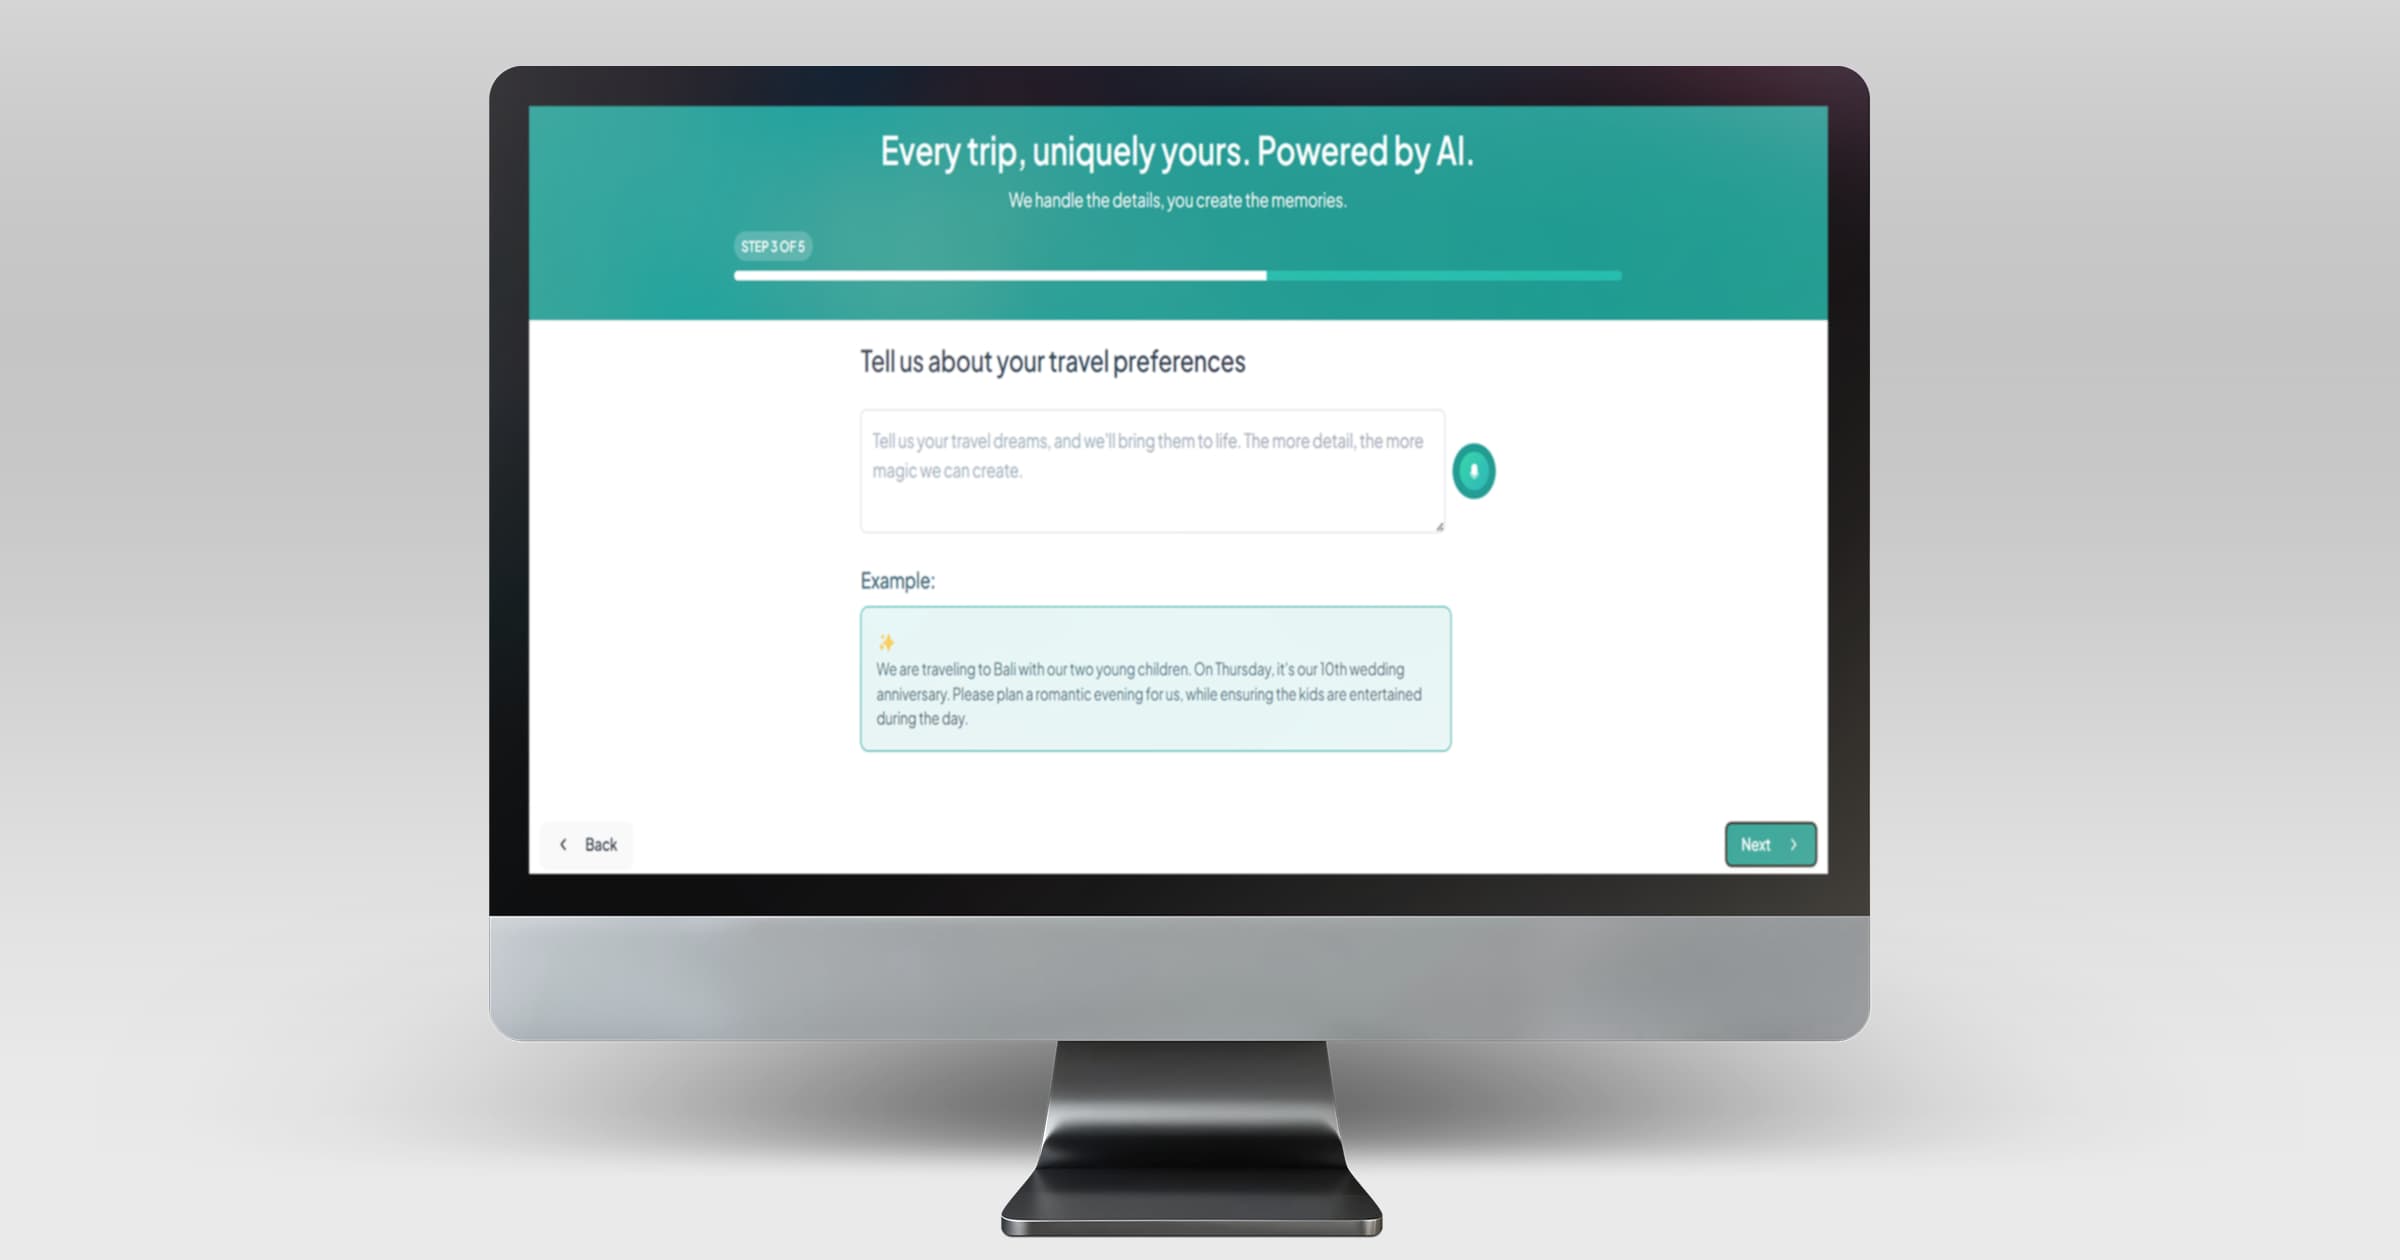 Every trip, uniquely yours. Powered by AI.
We handle the details, you create the memories.
STEP 3 OF 5
Tell us about your travel preferences
Tell us your travel dreams, and we'll bring them to life. The more detail, the more
magic we can create.
Example:
We are traveling to Bali with our two young children. On Thursday, it's our 10th wedding
anniversary. Please plan a romantic evening for us, while ensuring the kids are entertained
during the day.
Back
Next